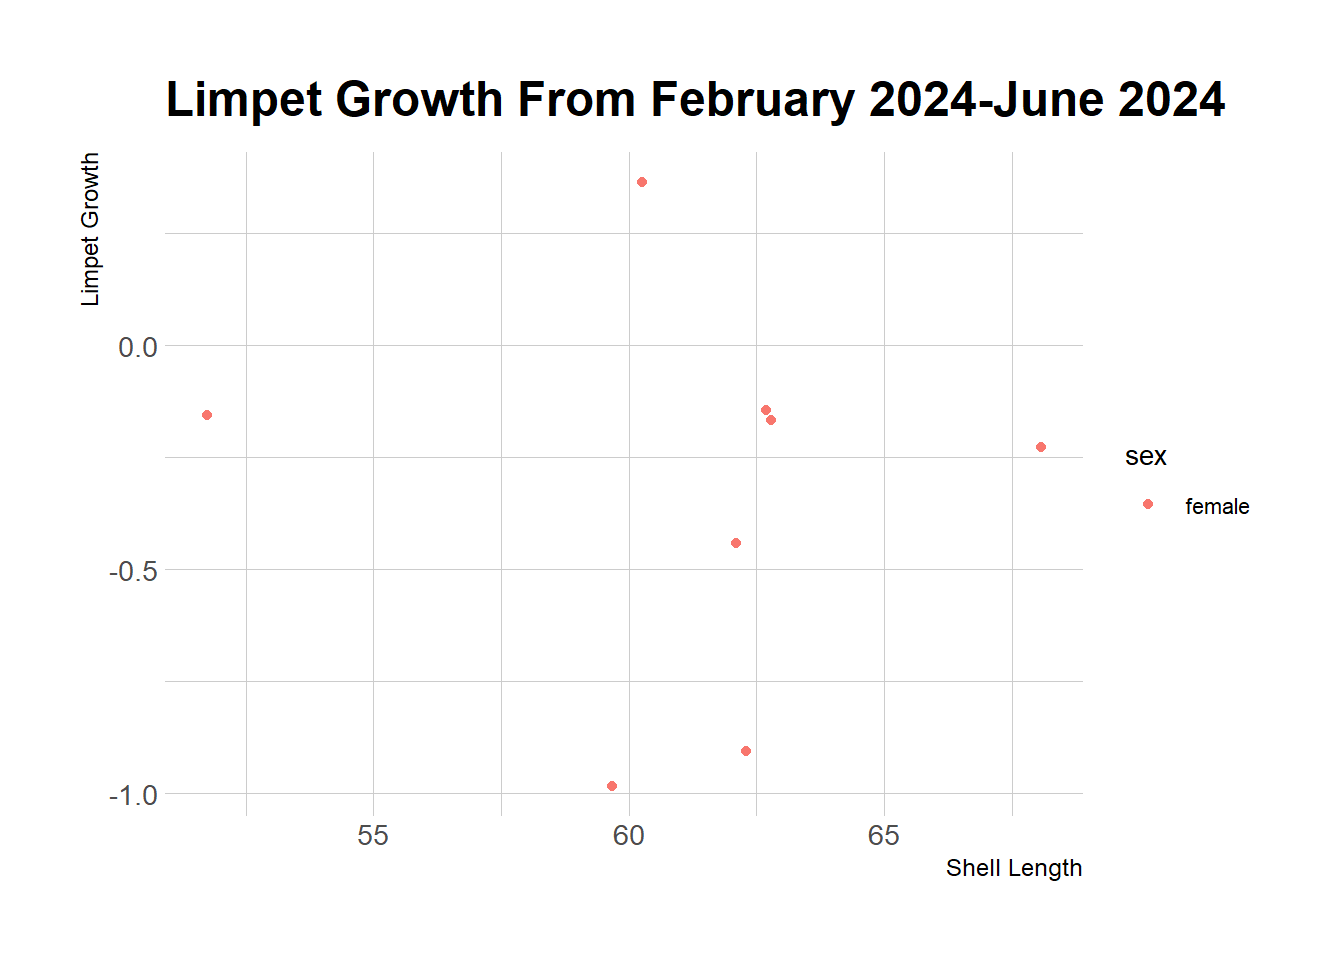 Limpet Growth From February 2024-June 2024
Limpet Growth
0.0
-0.5
-1.0
55 60 65
Shell Length
sex
female